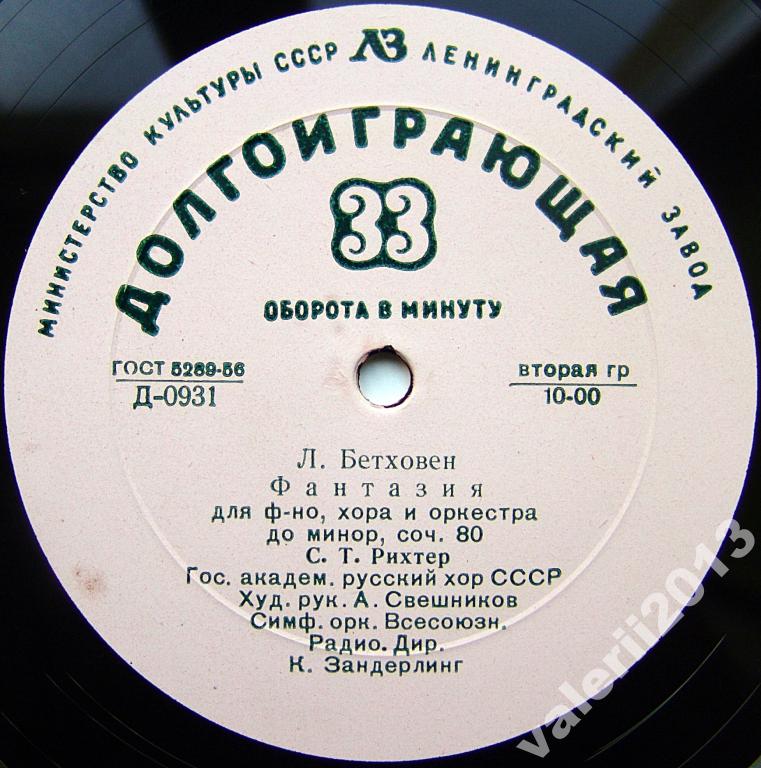 МИНИСТЕРСТВО КУЛЬТУРЫ СССР ЛЗ ЛЕНИНГРАДСКИЙ ЗАВОД
ДОЛГОИГРАЮЩАЯ
33
ОБОРОТА В МИНУТУ
ГОСТ 5289-56
Д-0931
вторая гр
10-00
Л. Бетховен
Фантазия
для ф-но, хора и оркестра
до минор, соч. 80
С. Т. Рихтер
Гос. академ. русский хор СССР
Худ. рук. А. Свешников
Симф. орк. Всесоюзн.
Радио. Дир.
К. Зандерлинг
valerii2013